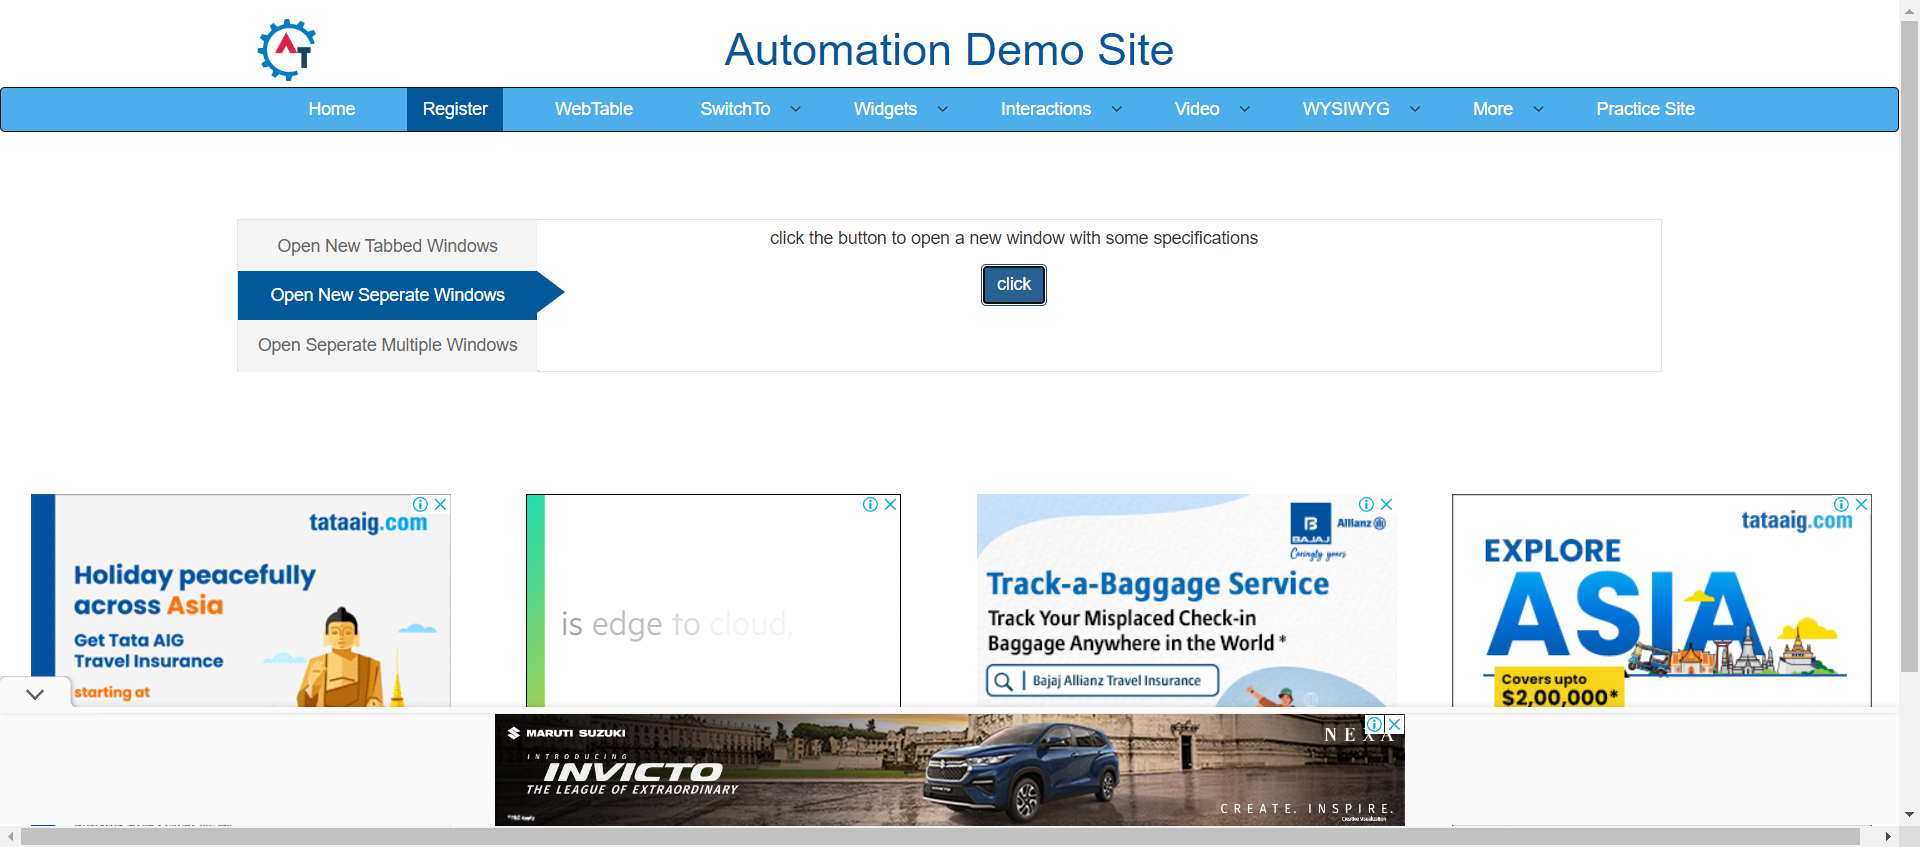 AT
Automation Demo Site
Home Register WebTable SwitchTo Widgets Interactions Video WYSIWYG More Practice Site
Open New Tabbed Windows
Open New Seperate Windows
Open Seperate Multiple Windows
click the button to open a new window with some specifications
click
tataaig.com
Holiday peacefully
across Asia
Get Tata AIG
Travel Insurance
starting at
is edge to cloud,
B
BAJAJ
Allianz
Caringly yours
Track-a-Baggage Service
Track Your Misplaced Check-in
Baggage Anywhere in the World *
Bajaj Allianz Travel Insurance
tataaig.com
EXPLORE
ASIA
Covers upto
$2,00,000*
MARUTI SUZUKI
INTRODUCING
INVICTO
THE LEAGUE OF EXTRAORDINARY
NEXA
CREATE. INSPIRE.
Creative visualization.